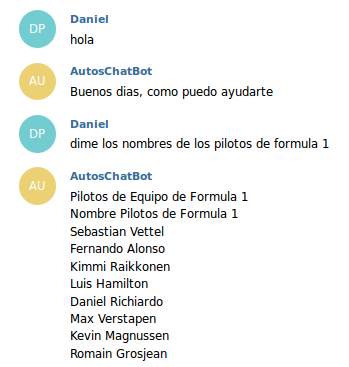 DP
Daniel
hola
AU
AutosChatBot
Buenos dias, como puedo ayudarte
DP
Daniel
dime los nombres de los pilotos de formula 1
AU
AutosChatBot
Pilotos de Equipo de Formula 1
Nombre Pilotos de Formula 1
Sebastian Vettel
Fernando Alonso
Kimmi Raikkonen
Luis Hamilton
Daniel Richiardo
Max Verstapen
Kevin Magnussen
Romain Grosjean